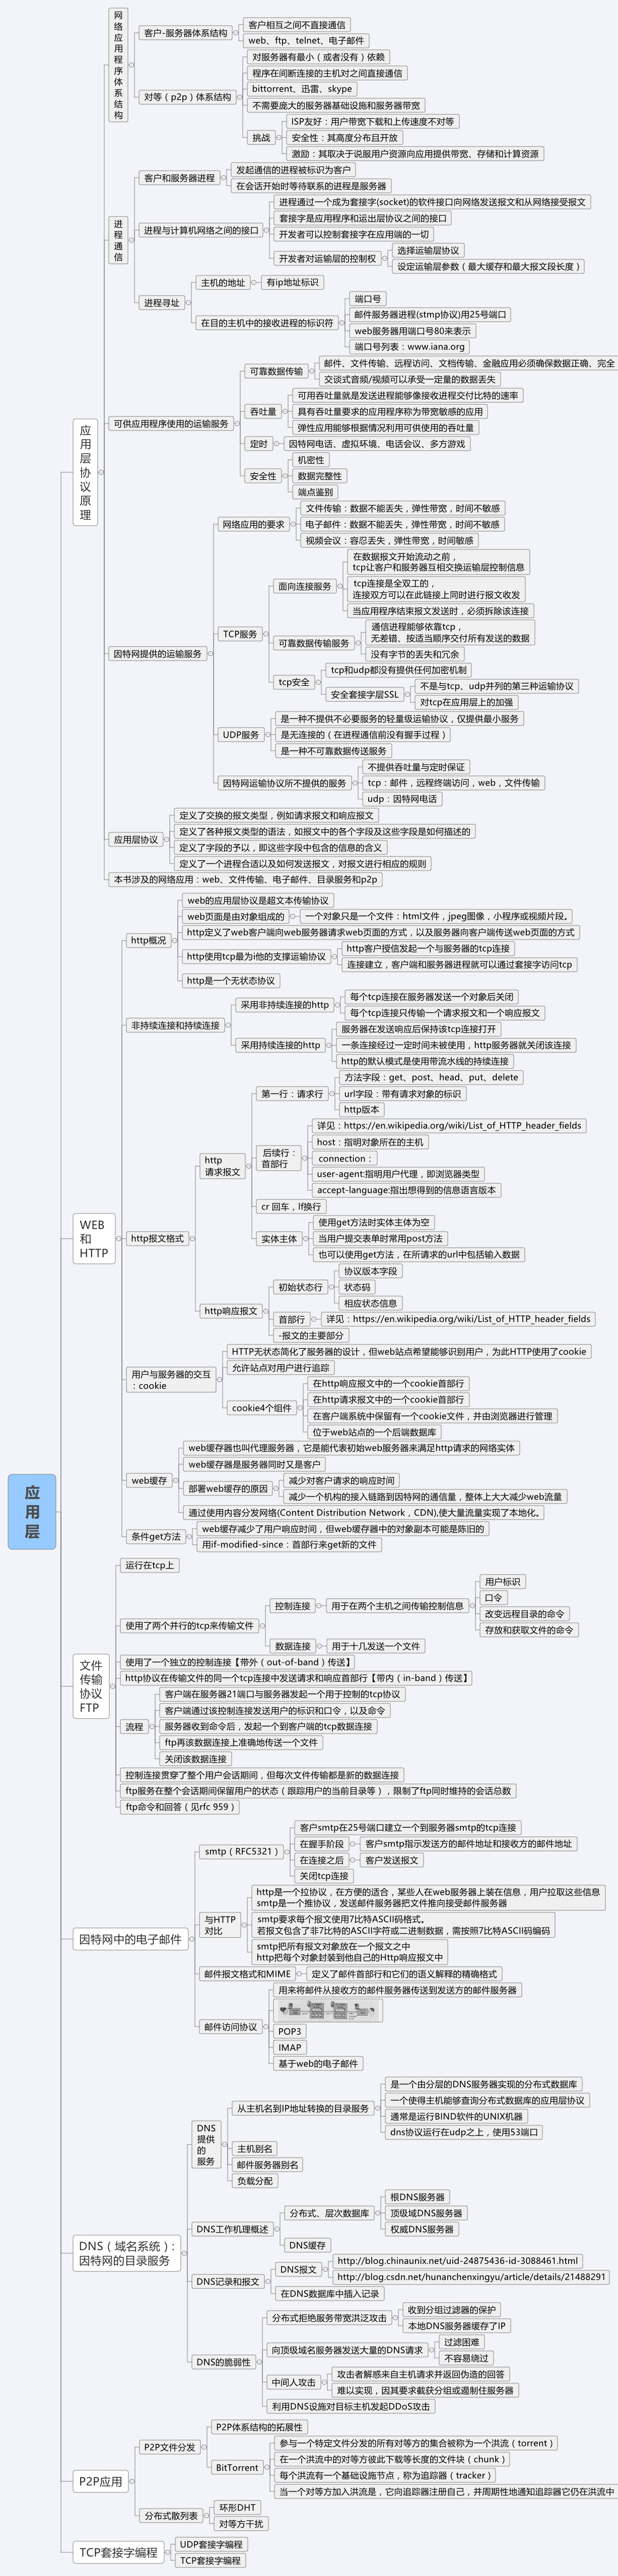 应用层
应用层协议原理
网络应用程序体系结构
客户-服务器体系结构
客户相互之间不直接通信
web、ftp、telnet、电子邮件
对等（p2p）体系结构
对服务器有最小（或者没有）依赖
程序在间断连接的主机对之间直接通信
bittorrent、迅雷、skype
不需要庞大的服务器基础设施和服务器带宽
挑战
ISP友好：用户带宽下载和上传速度不对等
安全性：其高度分布且开放
激励：其取决于说服用户资源向应用提供带宽、存储和计算资源
进程通信
客户和服务器进程
发起通信的进程被标识为客户
在会话开始时等待联系的进程是服务器
进程与计算机网络之间的接口
进程通过一个成为套接字(socket)的软件接口向网络发送报文和从网络接受报文
套接字是应用程序和运出层协议之间的接口
开发者可以控制套接字在应用端的一切
开发者对运输层的控制权
选择运输层协议
设定运输层参数（最大缓存和最大报文段长度）
进程寻址
主机的地址
有ip地址标识
在目的主机中的接收进程的标识符
端口号
邮件服务器进程(stmp协议)用25号端口
web服务器用端口号80来表示
端口号列表：www.iana.org
可供应用程序使用的运输服务
可靠数据传输
邮件、文件传输、远程访问、文档传输、金融应用必须确保数据正确、完全
交谈式音频/视频可以承受一定量的数据丢失
吞吐量
可用吞吐量就是发送进程能够像接收进程交付比特的速率
具有吞吐量要求的应用程序称为带宽敏感的应用
弹性应用能够根据情况利用可供使用的吞吐量
定时
因特网电话、虚拟环境、电话会议、多方游戏
安全性
机密性
数据完整性
端点鉴别
因特网提供的运输服务
网络应用的要求
文件传输：数据不能丢失，弹性带宽，时间不敏感
电子邮件：数据不能丢失，弹性带宽，时间不敏感
视频会议：容忍丢失，弹性带宽，时间敏感
TCP服务
面向连接服务
在数据报文开始流动之前，
tcp让客户和服务器互相交换运输层控制信息
tcp连接是全双工的，
连接双方可以在此链接上同时进行报文收发
当应用程序结束报文发送时，必须拆除该连接
可靠数据传输服务
通信进程能够依靠tcp，
无差错、按适当顺序交付所有发送的数据
没有字节的丢失和冗余
tcp安全
tcp和udp都没有提供任何加密机制
安全套接字层SSL
不是与tcp、udp并列的第三种运输协议
对tcp在应用层上的加强
UDP服务
是一种不提供不必要服务的轻量级运输协议，仅提供最小服务
是无连接的（在进程通信前没有握手过程）
是一种不可靠数据传送服务
因特网运输协议所不提供的服务
不提供吞吐量与定时保证
tcp：邮件，远程终端访问，web，文件传输
udp：因特网电话
应用层协议
定义了交换的报文类型，例如请求报文和响应报文
定义了各种报文类型的语法，如报文中的各个字段及这些字段是如何描述的
定义了字段的予以，即这些字段中包含的信息的含义
定义了一个进程合适以及如何发送报文，对报文进行相应的规则
本书涉及的网络应用：web、文件传输、电子邮件、目录服务和p2p
WEB
和
HTTP
http概况
web的应用层协议是超文本传输协议
web页面是由对象组成的
一个对象只是一个文件：html文件，jpeg图像，小程序或视频片段。
http定义了web客户端向web服务器请求web页面的方式，以及服务器向客户端传送web页面的方式
http使用tcp最为i他的支撑运输协议
http客户授信发起一个与服务器的tcp连接
连接建立，客户端和服务器进程就可以通过套接字访问tcp
http是一个无状态协议
非持续连接和持续连接
采用非持续连接的http
每个tcp连接在服务器发送一个对象后关闭
每个tcp连接只传输一个请求报文和一个响应报文
采用持续连接的http
服务器在发送响应后保持该tcp连接打开
一条连接经过一定时间未被使用，http服务器就关闭该连接
http的默认模式是使用带流水线的持续连接
http报文格式
http
请求报文
第一行：请求行
方法字段：get、post、head、put、delete
url字段：带有请求对象的标识
http版本
后续行：
首部行
详见：https://en.wikipedia.org/wiki/List_of_HTTP_header_fields
host：指明对象所在的主机
connection：
user-agent:指明用户代理，即浏览器类型
accept-language:指出想得到的信息语言版本
cr 回车，lf换行
实体主体
使用get方法时实体主体为空
当用户提交表单时常用post方法
也可以使用get方法，在所请求的url中包括输入数据
http响应报文
初始状态行
协议版本字段
状态码
相应状态信息
首部行
详见：https://en.wikipedia.org/wiki/List_of_HTTP_header_fields
-报文的主要部分
用户与服务器的交互
：cookie
HTTP无状态简化了服务器的设计，但web站点希望能够识别用户，为此HTTP使用了cookie
允许站点对用户进行追踪
cookie4个组件
在http响应报文中的一个cookie首部行
在http请求报文中的一个cookie首部行
在客户端系统中保留有一个cookie文件，并由浏览器进行管理
位于web站点的一个后端数据库
web缓存
web缓存器也叫代理服务器，它是能代表初始web服务器来满足http请求的网络实体
web缓存器是服务器同时又是客户
部署web缓存的原因
减少对客户请求的响应时间
减少一个机构的接入链路到因特网的通信量，整体上大大减少web流量
通过使用内容分发网络(Content Distribution Network，CDN),使大量流量实现了本地化。
条件get方法
web缓存减少了用户响应时间，但web缓存器中的对象副本可能是陈旧的
用if-modified-since：首部行来get新的文件
文件
传输
协议
FTP
运行在tcp上
使用了两个并行的tcp来传输文件
控制连接
用于在两个主机之间传输控制信息
用户标识
口令
改变远程目录的命令
存放和获取文件的命令
数据连接
用于十几发送一个文件
使用了一个独立的控制连接【带外（out-of-band）传送】
http协议在传输文件的同一个tcp连接中发送请求和响应首部行【带内（in-band）传送】
流程
客户端在服务器21端口与服务器发起一个用于控制的tcp协议
客户端通过该控制连接发送用户的标识和口令，以及命令
服务器收到命令后，发起一个到客户端的tcp数据连接
ftp再该数据连接上准确地传送一个文件
关闭该数据连接
控制连接贯穿了整个用户会话期间，但每次文件传输都是新的数据连接
ftp服务在整个会话期间保留用户的状态（跟踪用户的当前目录等），限制了ftp同时维持的会话总数
ftp命令和回答（见rfc 959）
因特网中的电子邮件
smtp（RFC5321）
客户smtp在25号端口建立一个到服务器smtp的tcp连接
在握手阶段
客户smtp指示发送方的邮件地址和接收方的邮件地址
在连接之后
客户发送报文
关闭tcp连接
与HTTP
对比
http是一个拉协议，在方便的适合，某些人在web服务器上装在信息，用户拉取这些信息
smtp是一个推协议，发送邮件服务器把文件推向接受邮件服务器
smtp要求每个报文使用7比特ASCII码格式。
若报文包含了非7比特的ASCII字符或二进制数据，需按照7比特ASCII码编码
smtp把所有报文对象放在一个报文之中
http把每个对象封装到他自己的Http响应报文中
邮件报文格式和MIME
定义了邮件首部行和它们的语义解释的精确格式
邮件访问协议
用来将邮件从接收方的邮件服务器传送到发送方的邮件服务器
POP3
IMAP
基于web的电子邮件
DNS（域名系统）：
因特网的目录服务
DNS
提供
的
服务
从主机名到IP地址转换的目录服务
是一个由分层的DNS服务器实现的分布式数据库
一个使得主机能够查询分布式数据库的应用层协议
通常是运行BIND软件的UNIX机器
dns协议运行在udp之上，使用53端口
主机别名
邮件服务器别名
负载分配
DNS工作机理概述
分布式、层次数据库
根DNS服务器
顶级域DNS服务器
权威DNS服务器
DNS缓存
DNS记录和报文
DNS报文
http://blog.chinaunix.net/uid-24875436-id-3088461.html
http://blog.csdn.net/hunanchenxingyu/article/details/21488291
在DNS数据库中插入记录
DNS的脆弱性
分布式拒绝服务带宽洪泛攻击
收到分组过滤器的保护
本地DNS服务器缓存了IP
向顶级域名服务器发送大量的DNS请求
过滤困难
不容易绕过
中间人攻击
攻击者解惑来自主机请求并返回伪造的回答
难以实现，因其要求截获分组或遏制住服务器
利用DNS设施对目标主机发起DDoS攻击
P2P应用
P2P文件分发
P2P体系结构的拓展性
BitTorrent
参与一个特定文件分发的所有对等方的集合被称为一个洪流（torrent）
在一个洪流中的对等方彼此下载等长度的文件块（chunk）
每个洪流有一个基础设施节点，称为追踪器（tracker）
当一个对等方加入洪流是，它向追踪器注册自己，并周期性地通知追踪器它仍在洪流中
分布式散列表
环形DHT
对等方干扰
TCP套接字编程
UDP套接字编程
TCP套接字编程